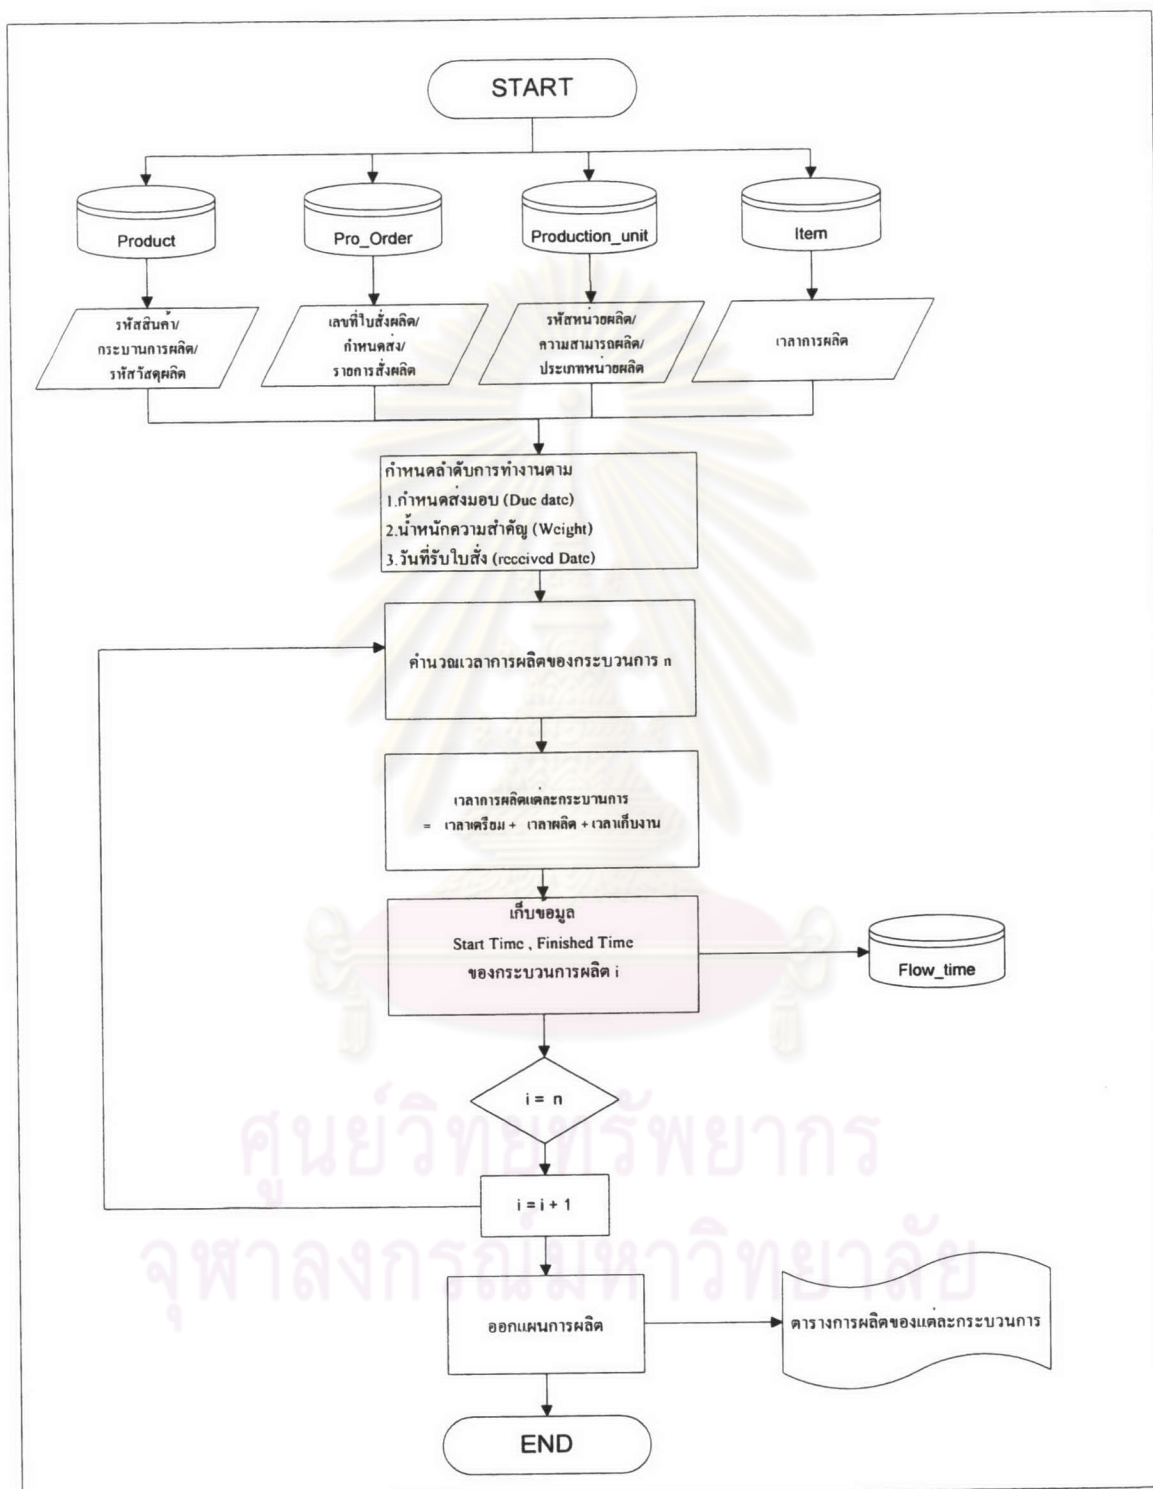 START
Product
Pro_Order
Production_unit
Item
รหัสสินค้า/
กระบานการผลิต/
รหัสวัสดุผลิต
เลขที่ใบสั่งผลิต/
กำหนดส่ง/
รายการสั่งผลิต
รหัสหน่วยผลิต/
ความสามารถผลิต/
ประเภทหน่วยผลิต
เวลาการผลิต
กำหนดลำดับการทำงานตาม
1.กำหนดส่งมอบ (Due date)
2.น้ำหนักความสำคัญ (Weight)
3.วันที่รับใบสั่ง (received Date)
คำนวณเวลาการผลิตของกระบวนการ n
เวลาการผลิตแต่ละกระบานการ
= เวลาเตรียม + เวลาผลิต + เวลาเก็บงาน
เก็บขอมูล
Start Time , Finished Time
ของกระบวนการผลิต i
Flow_time
i = n
i = i + 1
ออกแผนการผลิต
ตารางการผลิตของแต่ละกระบวนการ
END
ศูนย์วิทยทรัพยากร
จุฬาลงกรณ์มหาวิทยาลัย